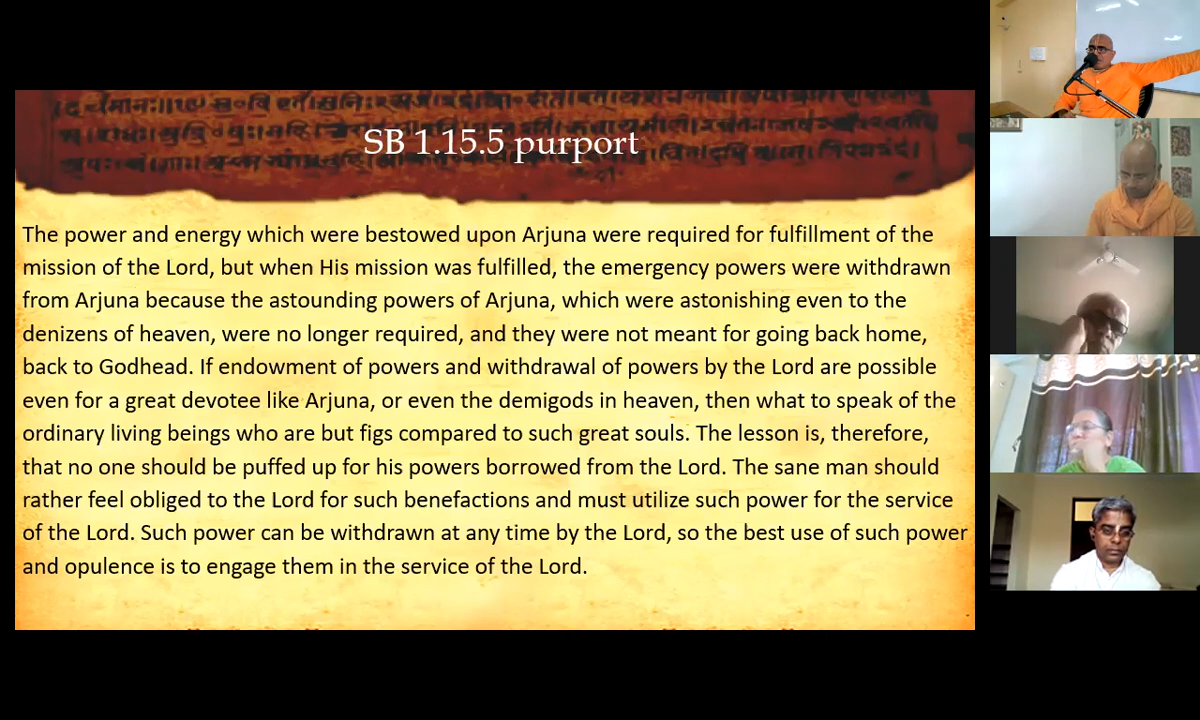 SB 1.15.5 purport
The power and energy which were bestowed upon Arjuna were required for fulfillment of the
mission of the Lord, but when His mission was fulfilled, the emergency powers were withdrawn
from Arjuna because the astounding powers of Arjuna, which were astonishing even to the
denizens of heaven, were no longer required, and they were not meant for going back home,
back to Godhead. If endowment of powers and withdrawal of powers by the Lord are possible
even for a great devotee like Arjuna, or even the demigods in heaven, then what to speak of the
ordinary living beings who are but figs compared to such great souls. The lesson is, therefore,
that no one should be puffed up for his powers borrowed from the Lord. The sane man should
rather feel obliged to the Lord for such benefactions and must utilize such power for the service
of the Lord. Such power can be withdrawn at any time by the Lord, so the best use of such power
and opulence is to engage them in the service of the Lord.